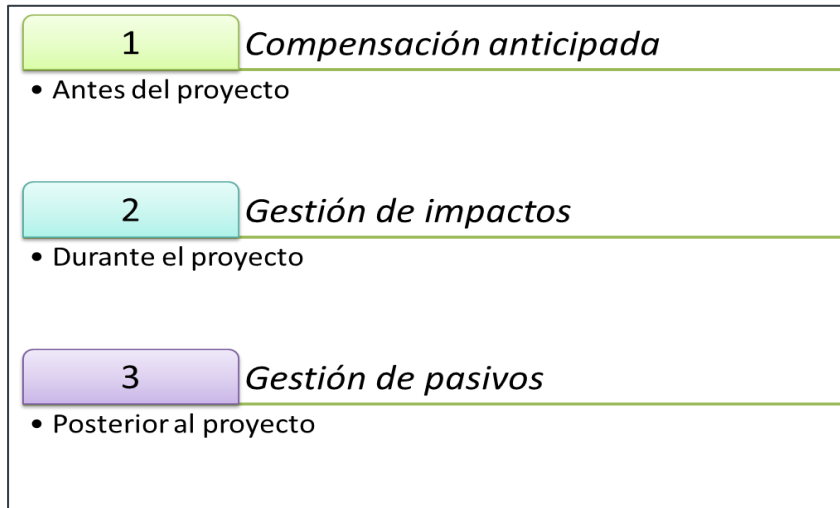 1 Compensación anticipada
• Antes del proyecto
2 Gestión de impactos
• Durante el proyecto
3 Gestión de pasivos
• Posterior al proyecto